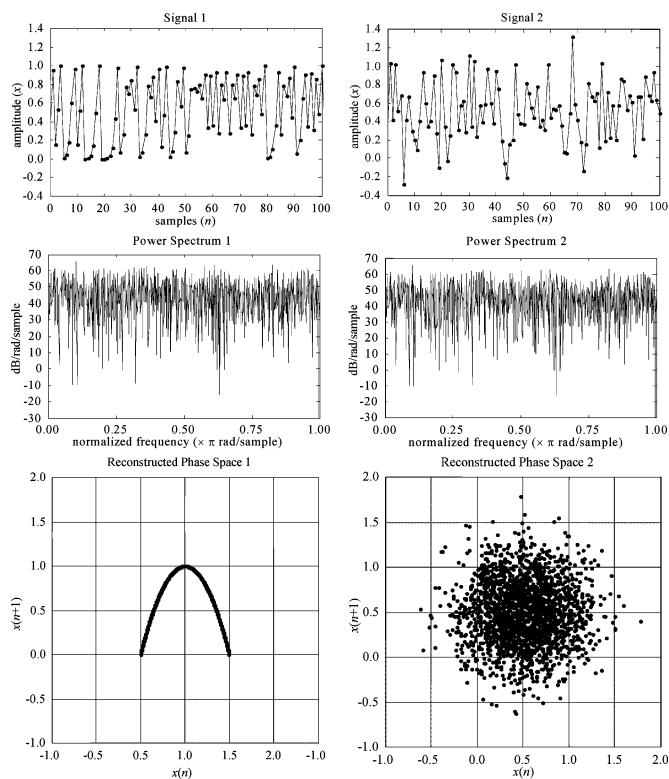 Signal 1
1.4
1.2
1.0
0.8
0.6
0.4
0.2
0.0
-0.2
-0.4
amplitude (x)
0 10 20 30 40 50 60 70 80 90 100
samples (n)
Signal 2
1.4
1.2
1.0
0.8
0.6
0.4
0.2
0.0
-0.2
-0.4
amplitude (x)
0 10 20 30 40 50 60 70 80 90 100
samples (n)
Power Spectrum 1
70
60
50
40
30
20
10
0
-10
-20
-30
dB/rad/sample
0.00 0.25 0.50 0.75 1.00
normalized frequency (× π rad/sample)
Power Spectrum 2
70
60
50
40
30
20
10
-0
-10
-20
-30
dB/rad/sample
0.00 0.25 0.50 0.75 1.00
normalized frequency (× π rad/sample)
Reconstructed Phase Space 1
2.0
1.5
1.0
0.5
0.0
-0.5
-1.0
x(n+1)
-1.0 0.0 0.5 1.0 1.5 -1.0
x(n)
Reconstructed Phase Space 2
2.0
1.5
1.0
0.5
0.0
-0.5
-1.0
x(n+1)
-1.0 -0.5 0.0 0.5 1.0 1.5 2.0
x(n)